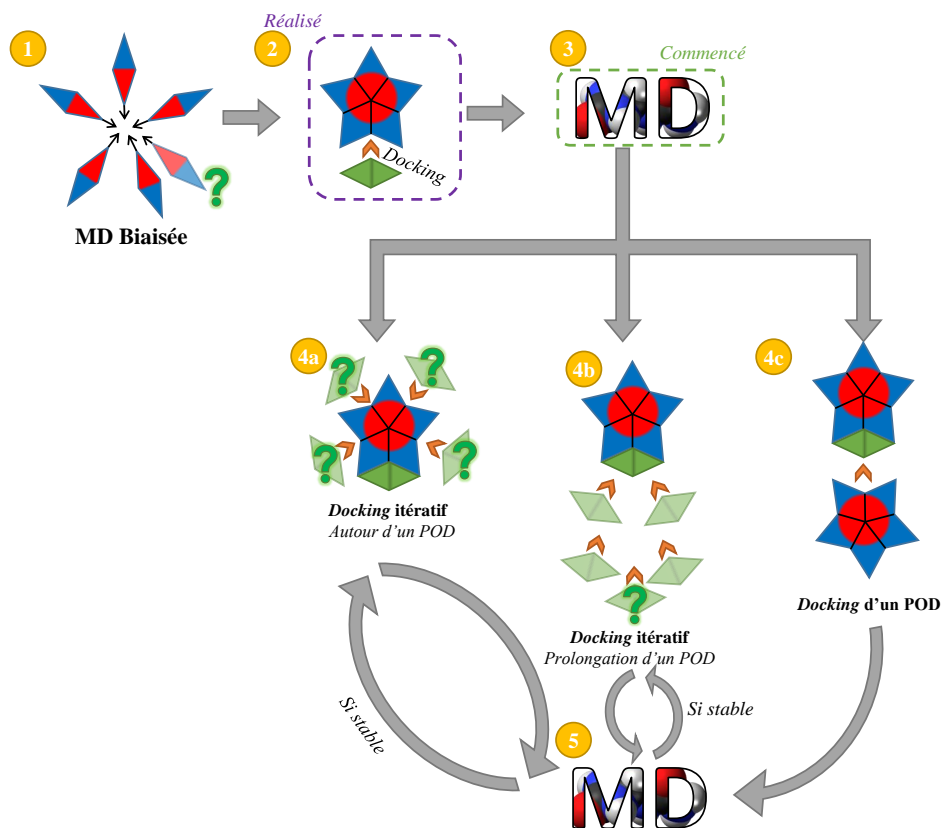 1
MD Biaisée
?
Réalisé
2
Docking
3
Commencé
MD
4a
?
?
?
?
Docking itératif
Autour d'un POD
4b
?
Docking itératif
Prolongation d'un POD
4c
Docking d'un POD
Si stable
Si stable
5
MD